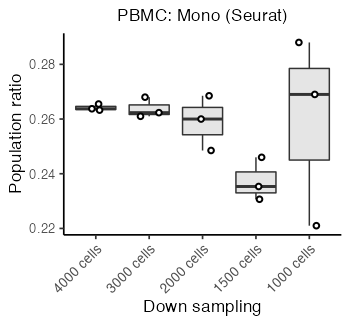 PBMC: Mono (Seurat)
Population ratio
0.28
0.26
0.24
0.22
4000 cells
3000 cells
2000 cells
1500 cells
1000 cells
Down sampling